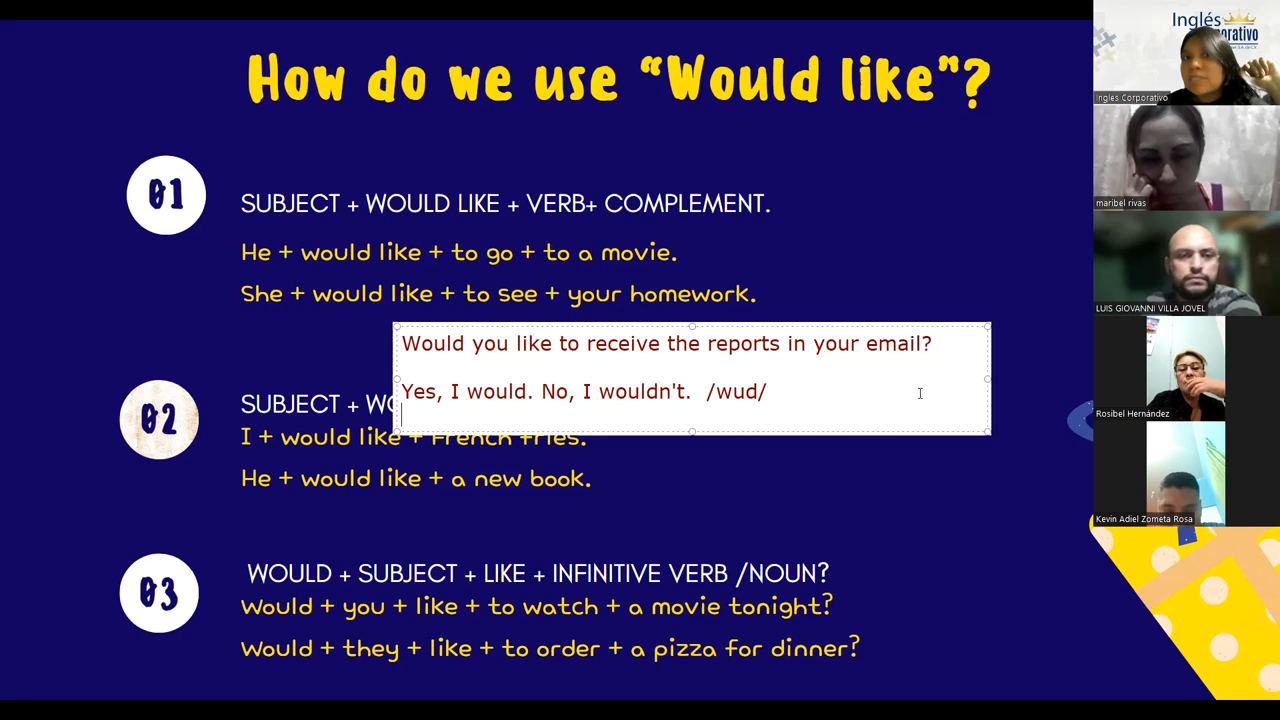 How do we use “Would like”?
01
SUBJECT + WOULD LIKE + VERB+ COMPLEMENT.
He + would like + to go + to a movie.
She + would like + to see + your homework.
Would you like to receive the reports in your email?
Yes, I would. No, I wouldn't. /wud/
02
SUBJECT +
I + would like + French fries.
He + would like + a new book.
03
WOULD + SUBJECT + LIKE + INFINITIVE VERB /NOUN?
Would + you + like + to watch + a movie tonight?
Would + they + like + to order + a pizza for dinner?
Inglés
Ingles Corporativo
maribel rivas
LUIS GIOVANNI VILLA JOVEL
Rosibel Hernández
Kevin Adiel Zometa Rosa